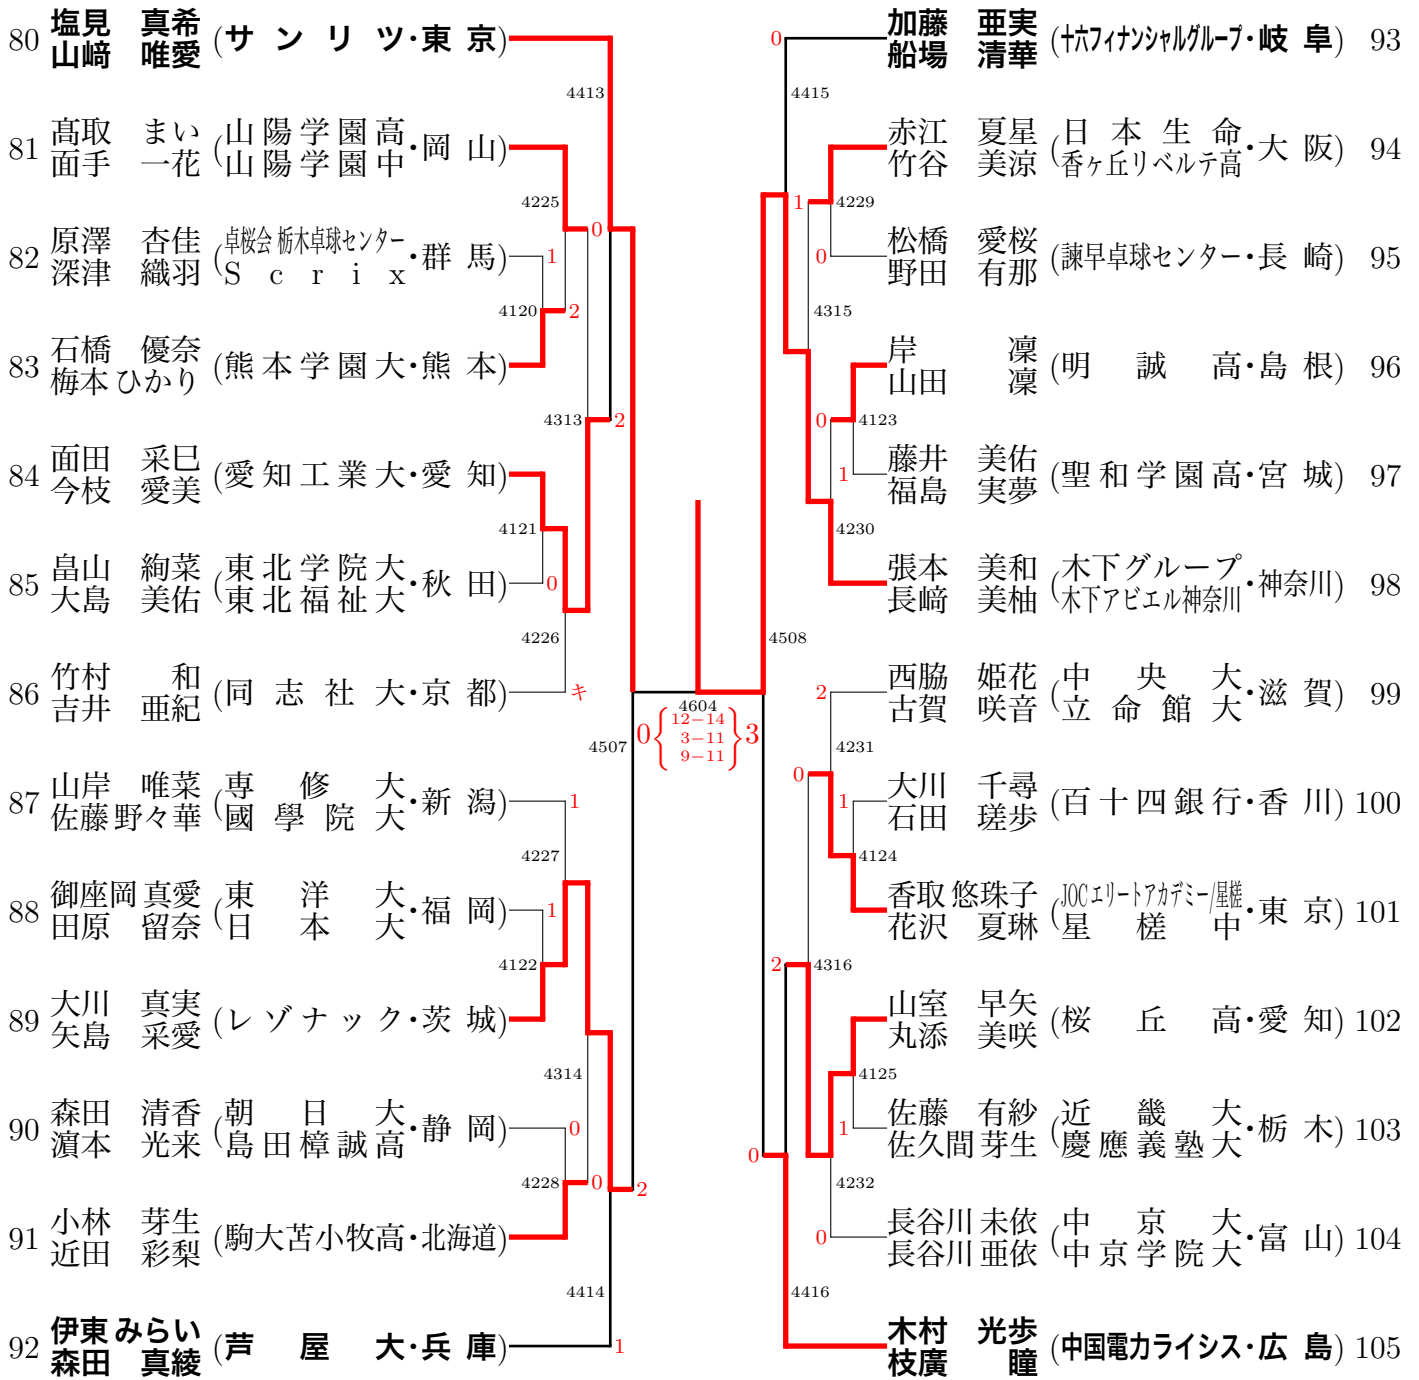 80 塩見 真希 山﨑 唯愛 (サンリツ・東京)
81 髙取 まい 面手 一花 (山陽学園高 山陽学園中・岡山)
82 原澤 杏佳 深津 織羽 (卓桜会 栃木卓球センター Scrix・群馬)
83 石橋 優奈 梅本 ひかり (熊本学園大・熊本)
84 面田 采巳 今枝 愛美 (愛知工業大・愛知)
85 畠山 絢菜 大島 美佑 (東北学院大 東北福祉大・秋田)
86 竹村 和 吉井 亜紀 (同志社大・京都)
87 山岸 唯菜 佐藤 野々華 (専修大 國學院大・新潟)
88 御座岡 真愛 田原 留奈 (東洋大 日本大・福岡)
89 大川 真実 矢島 采愛 (レゾナック・茨城)
90 森田 清香 濵本 光来 (朝日大 島田樟誠高・静岡)
91 小林 芽生 近田 彩梨 (駒大苫小牧高・北海道)
92 伊東 みらい 森田 真綾 (芦屋大・兵庫)
4413
4225
0
1
4120
2
4313
2
4121
0
4226
キ
4507
1
4227
1
4122
4314
0
4228
0
2
4414
1
4604
0{12-14
3-11
9-11}3
0
4415
1
4229
0
4315
0
4123
1
4230
4508
2
4231
0
1
4124
2
4316
4125
1
0
4232
0
4416
加藤 亜実 船場 清華 (十六フィナンシャルグループ・岐阜) 93
赤江 夏星 竹谷 美涼 (日本生命 香ヶ丘リベルテ高・大阪) 94
松橋 愛桜 野田 有那 (諫早卓球センター・長崎) 95
岸 凜 山田 凜 (明誠高・島根) 96
藤井 美佑 福島 実夢 (聖和学園高・宮城) 97
張本 美和 長﨑 美柚 (木下グループ 木下アビエル神奈川・神奈川) 98
西脇 姫花 古賀 咲音 (中央大 立命館大・滋賀) 99
大川 千尋 石田 瑳歩 (百十四銀行・香川) 100
香取 悠珠子 花沢 夏琳 (JOCエリートアカデミー/星槎 星槎中・東京) 101
山室 早矢 丸添 美咲 (桜丘高・愛知) 102
佐藤 有紗 佐久間 芽生 (近畿大 慶應義塾大・栃木) 103
長谷川 未依 長谷川 亜依 (中京大 中京学院大・富山) 104
木村 光歩 枝廣 瞳 (中国電力ライシス・広島) 105